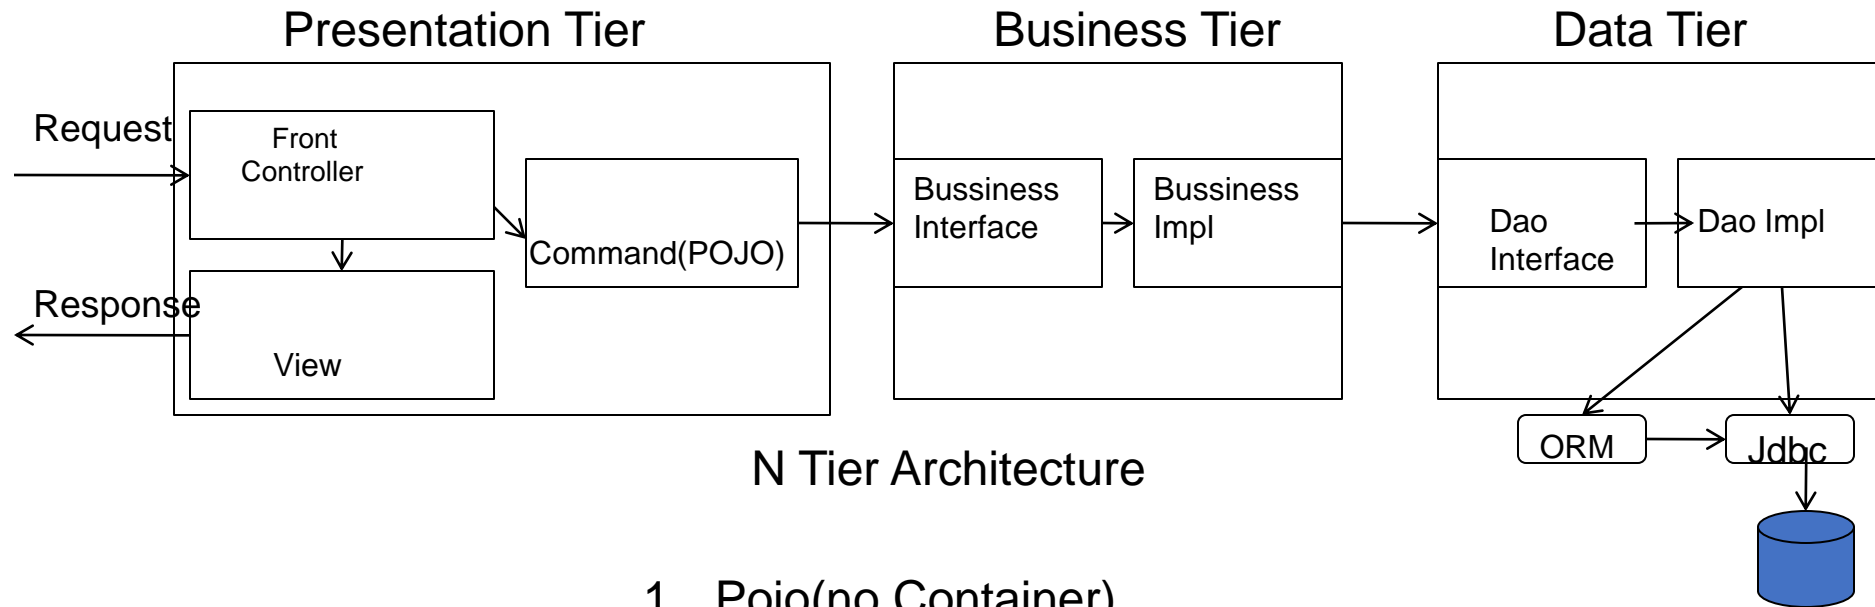 Presentation Tier
Business Tier
Data Tier
Request
Front
Controller
Command(POJO)
Response
View
Bussiness
Interface
Bussiness
Impl
Dao
Interface
Dao Impl
ORM
Jdbc
N Tier Architecture
1 Pojo(no Container)